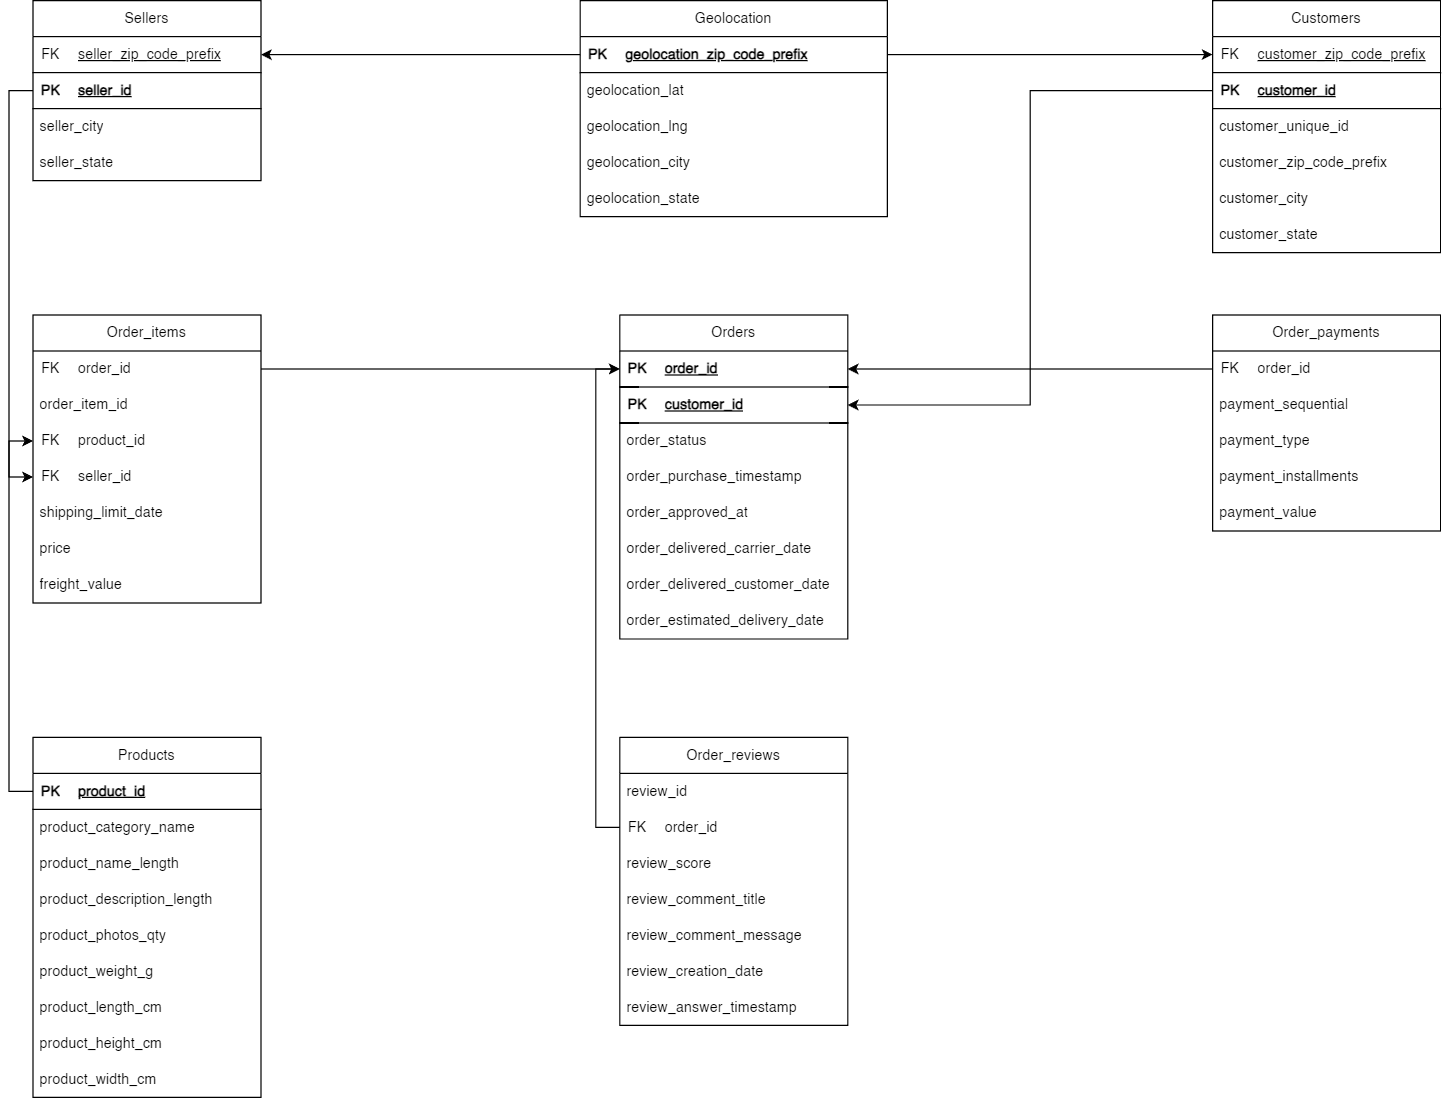 Sellers
FK seller_zip_code_prefix
PK seller_id
seller_city
seller_state
Geolocation
PK geolocation_zip_code_prefix
geolocation_lat
geolocation_lng
geolocation_city
geolocation_state
Customers
FK customer_zip_code_prefix
PK customer_id
customer_unique_id
customer_zip_code_prefix
customer_city
customer_state
Order_items
FK order_id
order_item_id
FK product_id
FK seller_id
shipping_limit_date
price
freight_value
Orders
PK order_id
PK customer_id
order_status
order_purchase_timestamp
order_approved_at
order_delivered_carrier_date
order_delivered_customer_date
order_estimated_delivery_date
Order_payments
FK order_id
payment_sequential
payment_type
payment_installments
payment_value
Products
PK product_id
product_category_name
product_name_length
product_description_length
product_photos_qty
product_weight_g
product_length_cm
product_height_cm
product_width_cm
Order_reviews
review_id
FK order_id
review_score
review_comment_title
review_comment_message
review_creation_date
review_answer_timestamp